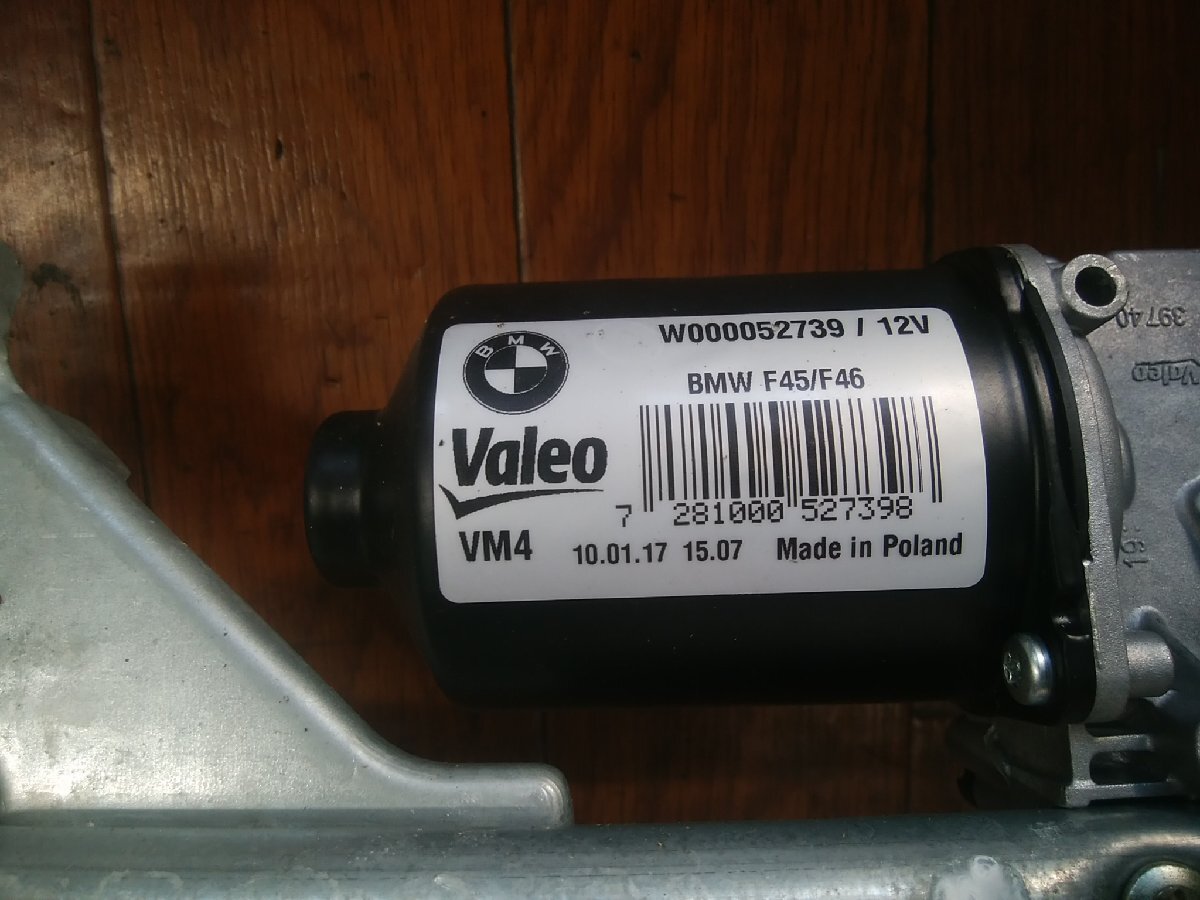 BMW
W000052739 / 12V
BMW F45/F46
Valeo
7 281000 527398
VM4 10.01.17 15.07 Made in Poland
39740
Valeo